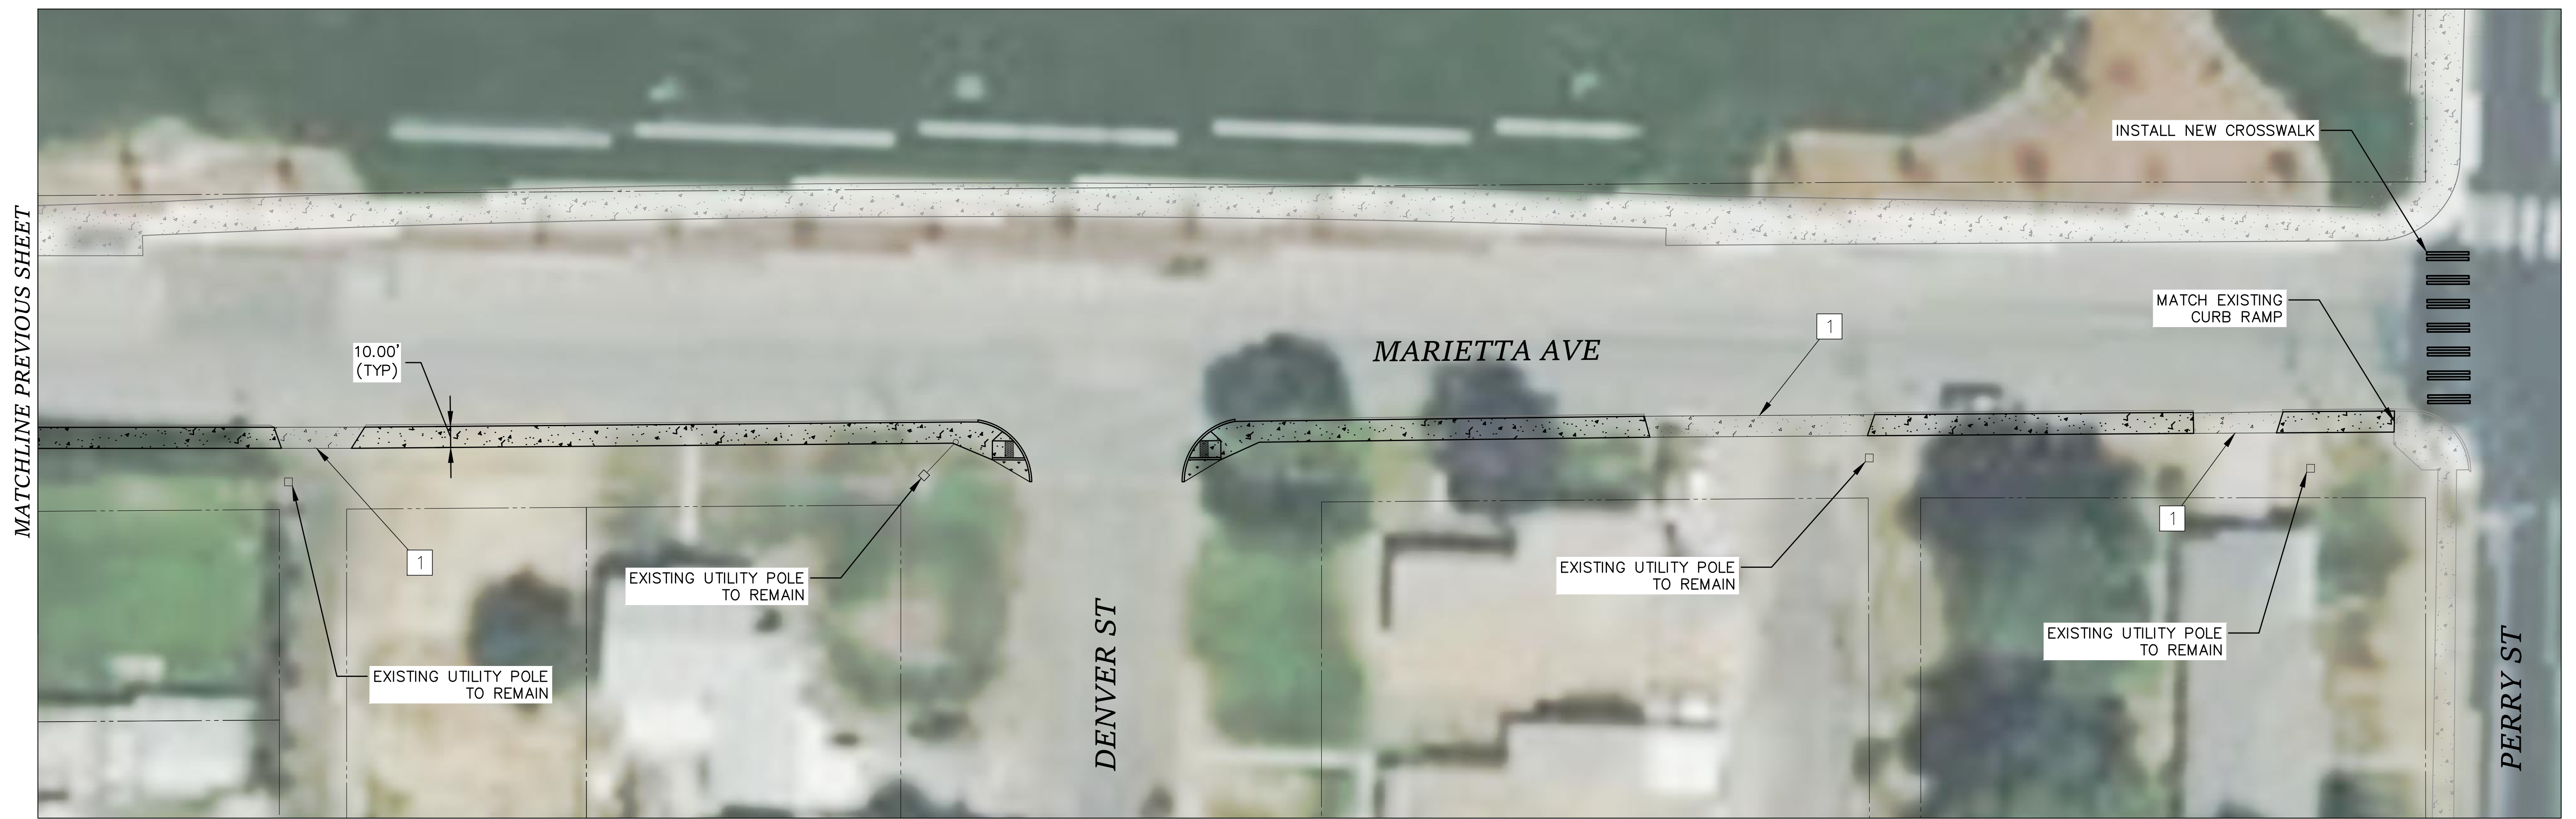 MATCHLINE PREVIOUS SHEET
INSTALL NEW CROSSWALK
MATCH EXISTING
CURB RAMP
1
MARIETTA AVE
10.00'
(TYP)
1
1
EXISTING UTILITY POLE
TO REMAIN
EXISTING UTILITY POLE
TO REMAIN
EXISTING UTILITY POLE
TO REMAIN
EXISTING UTILITY POLE
TO REMAIN
DENVER ST
PERRY ST